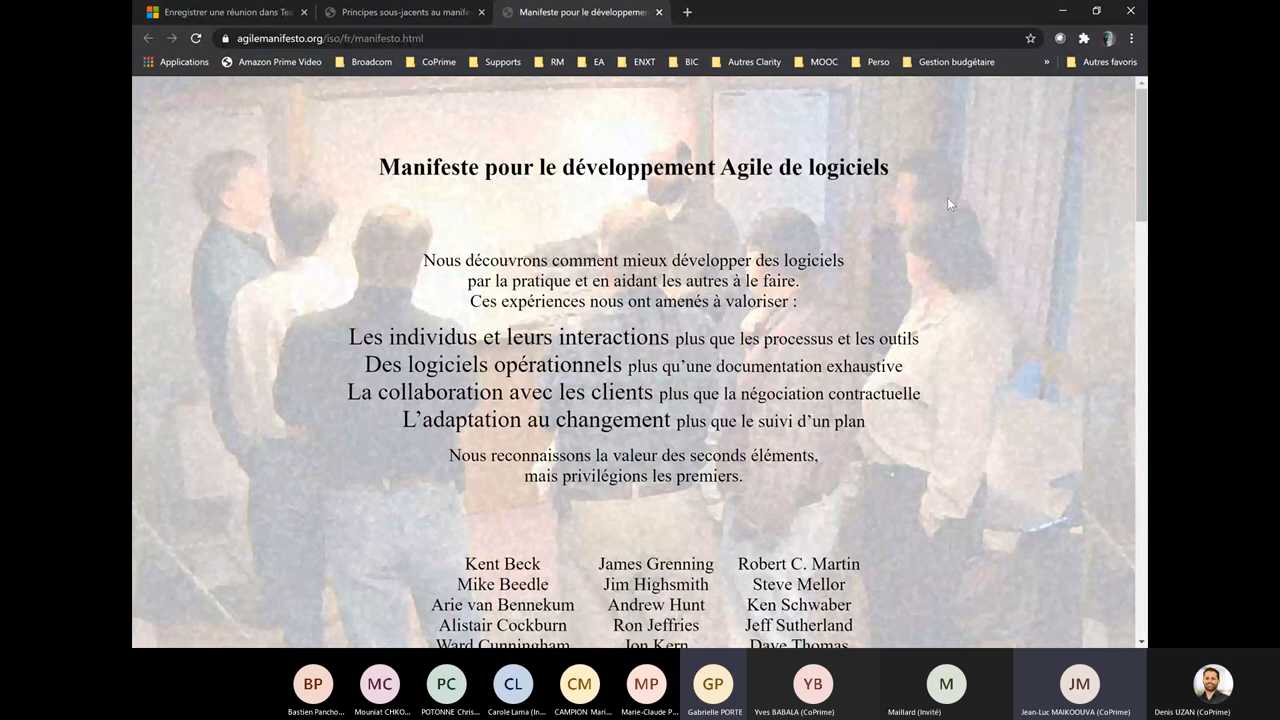 Enregistrer une réunion dans Te
Principes sous-jacents au manife
Manifeste pour le développeme
agilemanifesto.org/iso/fr/manifesto.html
Applications
Amazon Prime Video
Broadcom
CoPrime
Supports
RM
EA
ENXT
BIC
Autres Clarity
MOOC
Perso
Gestion budgétaire
»
Autres favoris
Manifeste pour le développement Agile de logiciels
Nous découvrons comment mieux développer des logiciels
par la pratique et en aidant les autres à le faire.
Ces expériences nous ont amenés à valoriser :
Les individus et leurs interactions plus que les processus et les outils
Des logiciels opérationnels plus qu’une documentation exhaustive
La collaboration avec les clients plus que la négociation contractuelle
L’adaptation au changement plus que le suivi d’un plan
Nous reconnaissons la valeur des seconds éléments,
mais privilégions les premiers.
Kent Beck James Grenning Robert C. Martin
Mike Beedle Jim Highsmith Steve Mellor
Arie van Bennekum Andrew Hunt Ken Schwaber
Alistair Cockburn Ron Jeffries Jeff Sutherland
Ward Cunningham Jon Kern Dave Thomas
BP MC PC CL CM MP GP YB M JM
Bastien Pancho... Mouniat CHKO... POTONNE Chris... Carole Lama (In... CAMPION Mari... Marie-Claude P... Gabrielle PORTE Yves BABALA (CoPrime) Maillard (Invité) Jean-Luc MAIKOOUVA (CoPrime) Denis UZAN (CoPrime)